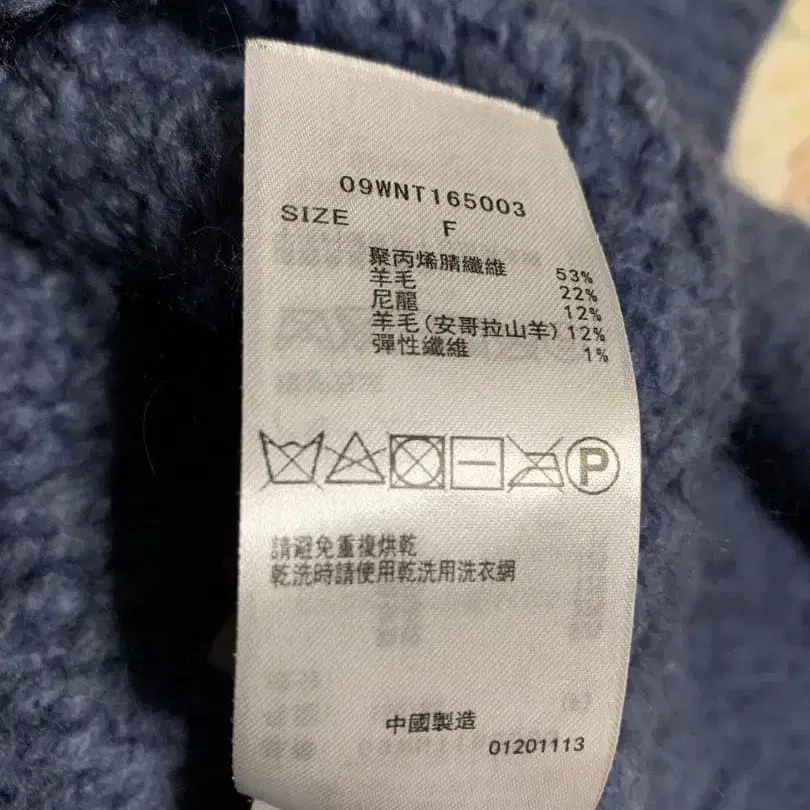 09WNT165003
SIZE F
聚丙烯腈纖維 53%
羊毛 22%
尼龍 12%
羊毛(安哥拉山羊) 12%
彈性纖維 1%
P
請避免重複烘乾
乾洗時請使用乾洗用洗衣網
中國製造
01201113